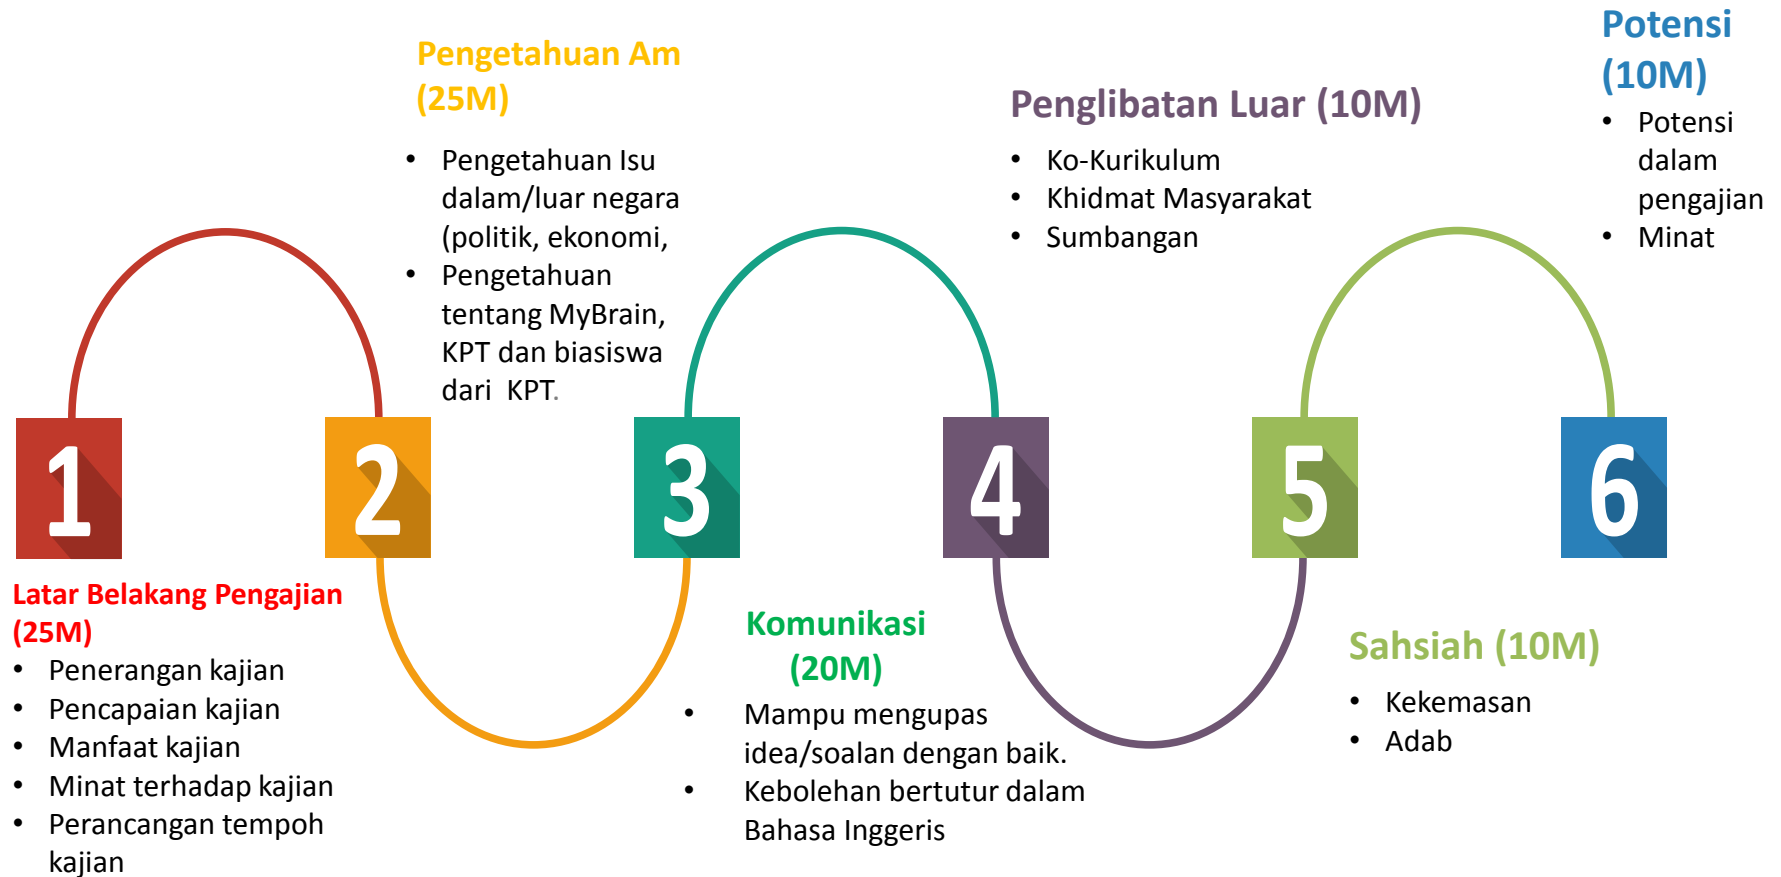 1
Latar Belakang Pengajian
(25M)
• Penerangan kajian
• Pencapaian kajian
• Manfaat kajian
• Minat terhadap kajian
• Perancangan tempoh
kajian
2
Pengetahuan Am
(25M)
• Pengetahuan Isu
dalam/luar negara
(politik, ekonomi,
• Pengetahuan
tentang MyBrain,
KPT dan biasiswa
dari KPT.
3
Komunikasi
(20M)
• Mampu mengupas
idea/soalan dengan baik.
• Kebolehan bertutur dalam
Bahasa Inggeris
4
Penglibatan Luar (10M)
• Ko-Kurikulum
• Khidmat Masyarakat
• Sumbangan
5
Sahsiah (10M)
• Kekemasan
• Adab
6
Potensi
(10M)
• Potensi
dalam
pengajian
• Minat